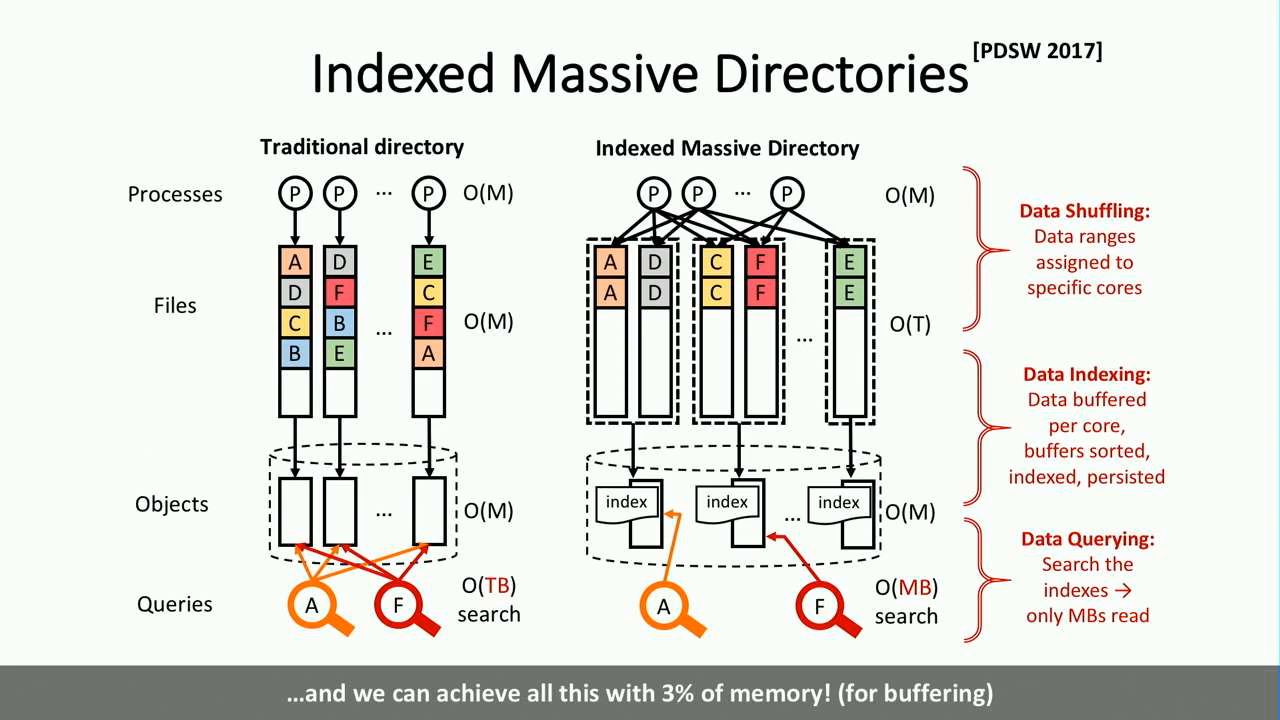 Indexed Massive Directories
[PDSW 2017]
Traditional directory
Indexed Massive Directory
Processes
P P ... P O(M)
P P ... P O(M)
Files
A D E
D F C
C B F
B E A
... O(M)
A D C F E
A D C F E
... O(T)
Objects
... O(M)
index index ... index O(M)
Queries
A F
O(TB)
search
A F
O(MB)
search
Data Shuffling:
Data ranges
assigned to
specific cores
Data Indexing:
Data buffered
per core,
buffers sorted,
indexed, persisted
Data Querying:
Search the
indexes →
only MBs read
...and we can achieve all this with 3% of memory! (for buffering)